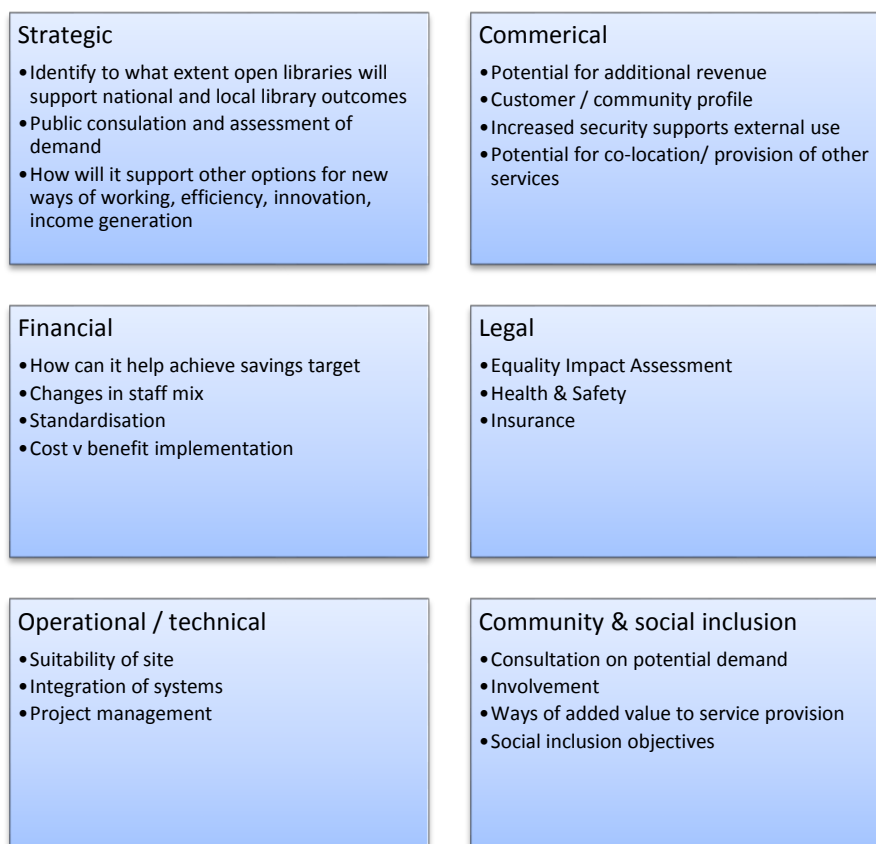 Strategic
•Identify to what extent open libraries will
support national and local library outcomes
•Public consulation and assessment of
demand
•How will it support other options for new
ways of working, efficiency, innovation,
income generation
Commerical
•Potential for additional revenue
•Customer / community profile
•Increased security supports external use
•Potential for co-location/ provision of other
services
Financial
•How can it help achieve savings target
•Changes in staff mix
•Standardisation
•Cost v benefit implementation
Legal
•Equality Impact Assessment
•Health & Safety
•Insurance
Operational / technical
•Suitability of site
•Integration of systems
•Project management
Community & social inclusion
•Consultation on potential demand
•Involvement
•Ways of added value to service provision
•Social inclusion objectives